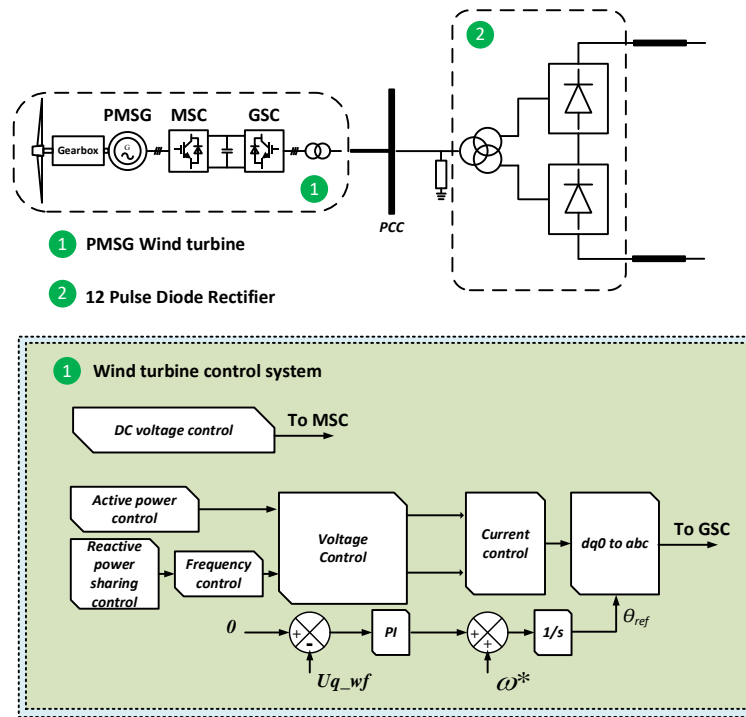 2
PMSG
MSC
GSC
Gearbox
G
1
PCC
1 PMSG Wind turbine
2 12 Pulse Diode Rectifier
1 Wind turbine control system
DC voltage control
To MSC
Active power
control
Reactive
power
sharing
control
Frequency
control
Voltage
Control
Current
control
dq0 to abc
To GSC
θref
0
+
-
PI
+
+
1/s
Uq_wf
ω*